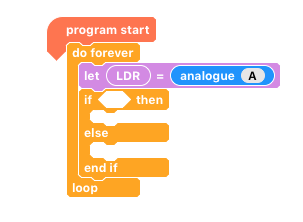 program start
do forever
let LDR = analogue A
if then
else
end if
loop